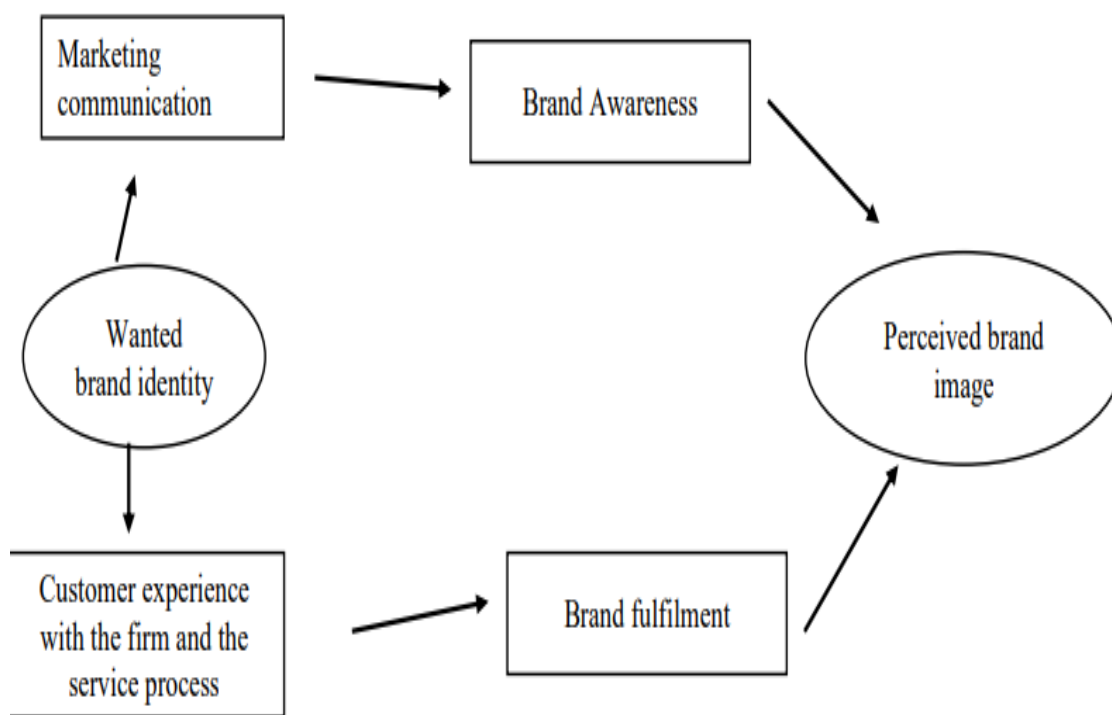 Marketing
communication
Brand Awareness
Wanted
brand identity
Perceived brand
image
Customer experience
with the firm and the
service process
Brand fulfilment